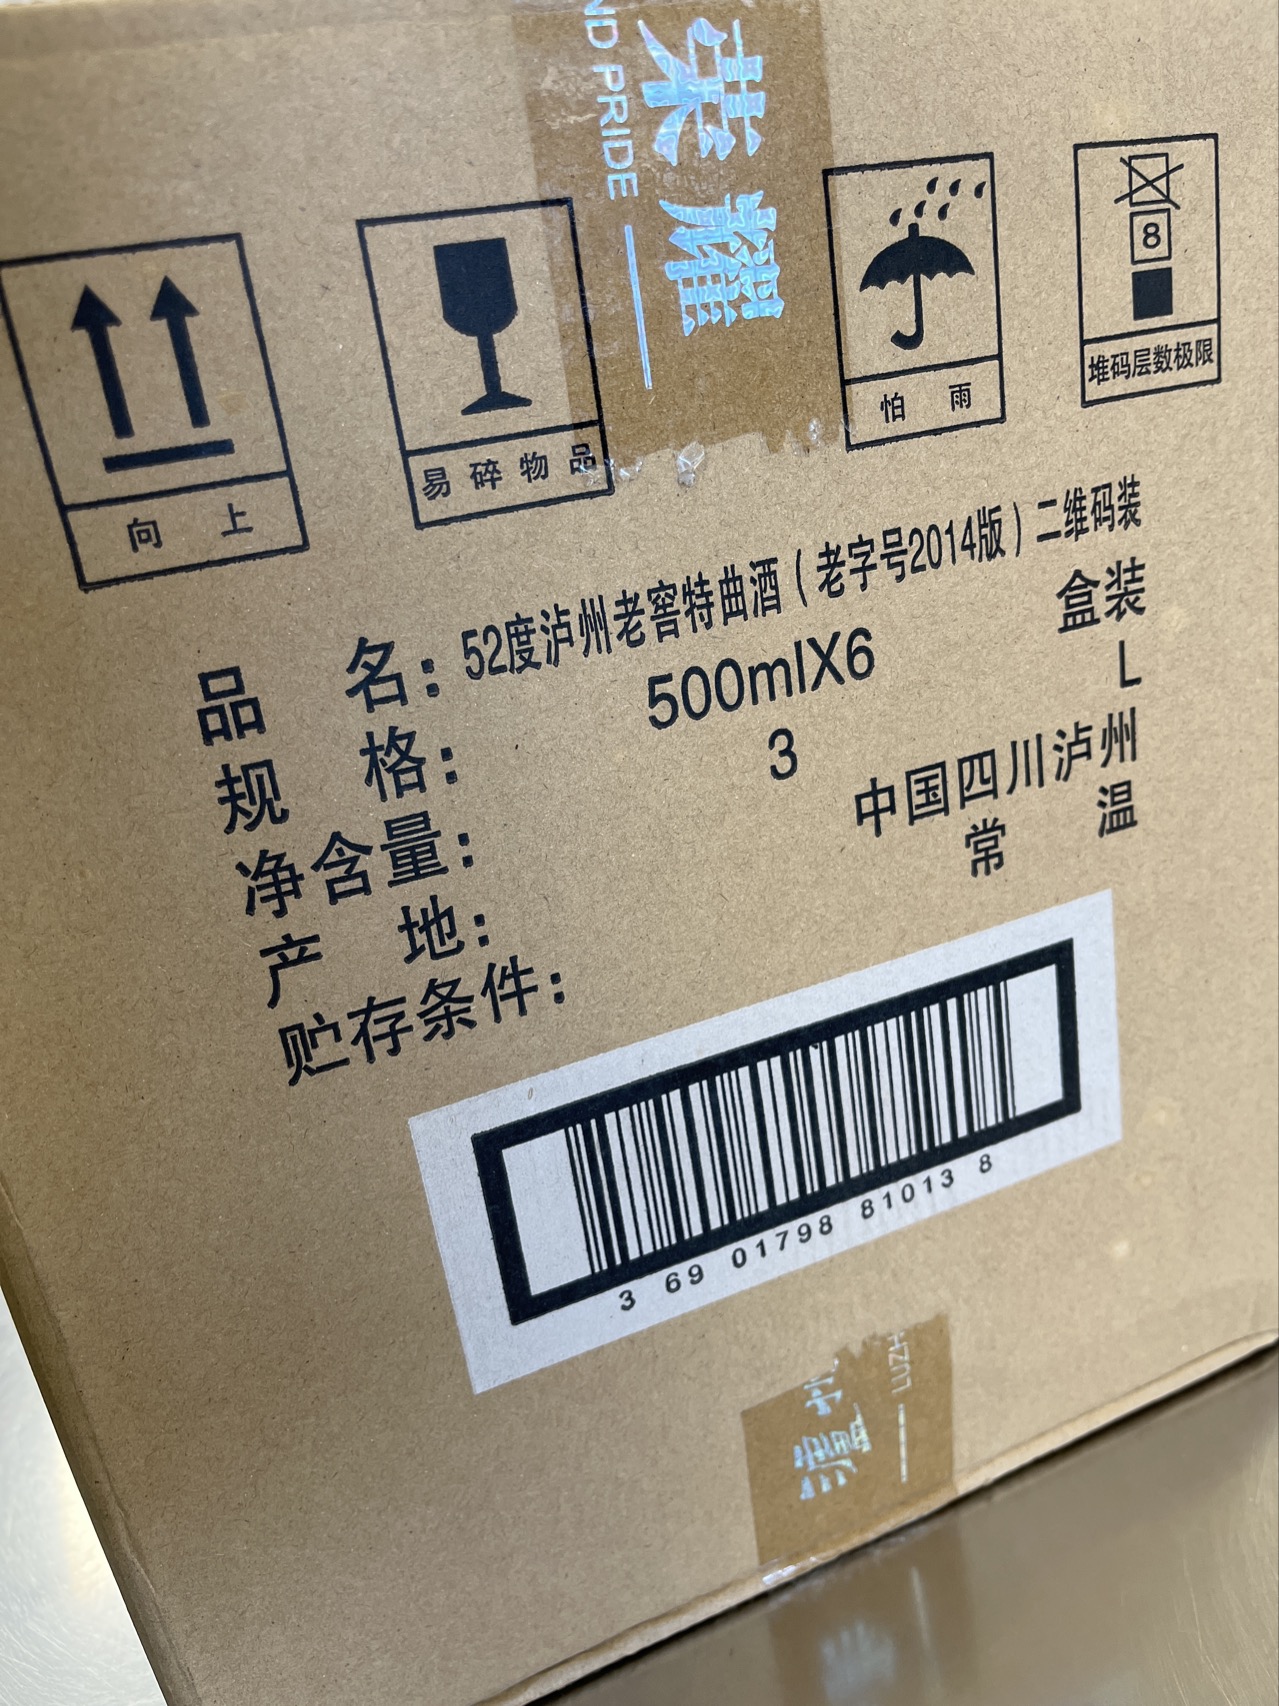 ND PRIDE
荣耀
向 上
易碎物品
怕 雨
8
堆码层数极限
品 名：52度泸州老窖特曲酒（老字号2014版）二维码装
规 格： 500mlX6 盒装
净含量： 3 L
产 地： 中国四川泸州
贮存条件： 常 温
3 69 01798 81013 8
LUZH